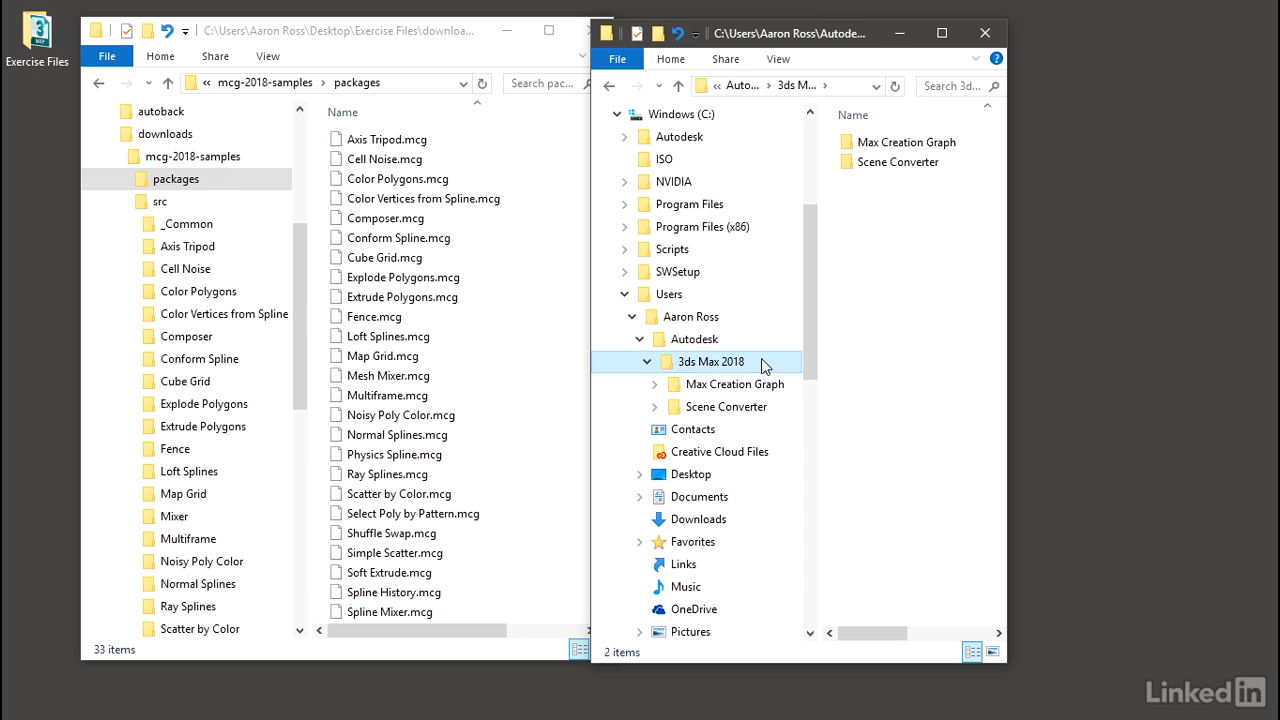 Exercise Files
C:\Users\Aaron Ross\Desktop\Exercise Files\downloa...
File
Home
Share
View
mcg-2018-samples
packages
Search pac...
autoback
downloads
mcg-2018-samples
packages
src
_Common
Axis Tripod
Cell Noise
Color Polygons
Color Vertices from Spline
Composer
Conform Spline
Cube Grid
Explode Polygons
Extrude Polygons
Fence
Loft Splines
Map Grid
Mixer
Multiframe
Noisy Poly Color
Normal Splines
Ray Splines
Scatter by Color
Name
Axis Tripod.mcg
Cell Noise.mcg
Color Polygons.mcg
Color Vertices from Spline.mcg
Composer.mcg
Conform Spline.mcg
Cube Grid.mcg
Explode Polygons.mcg
Extrude Polygons.mcg
Fence.mcg
Loft Splines.mcg
Map Grid.mcg
Mesh Mixer.mcg
Multiframe.mcg
Noisy Poly Color.mcg
Normal Splines.mcg
Physics Spline.mcg
Ray Splines.mcg
Scatter by Color.mcg
Select Poly by Pattern.mcg
Shuffle Swap.mcg
Simple Scatter.mcg
Soft Extrude.mcg
Spline History.mcg
Spline Mixer.mcg
33 items
C:\Users\Aaron Ross\Autode...
File
Home
Share
View
Auto...
3ds M...
Search 3d...
Windows (C:)
Autodesk
ISO
NVIDIA
Program Files
Program Files (x86)
Scripts
SWSetup
Users
Aaron Ross
Autodesk
3ds Max 2018
Max Creation Graph
Scene Converter
Contacts
Creative Cloud Files
Desktop
Documents
Downloads
Favorites
Links
Music
OneDrive
Pictures
Name
Max Creation Graph
Scene Converter
2 items
Linked in